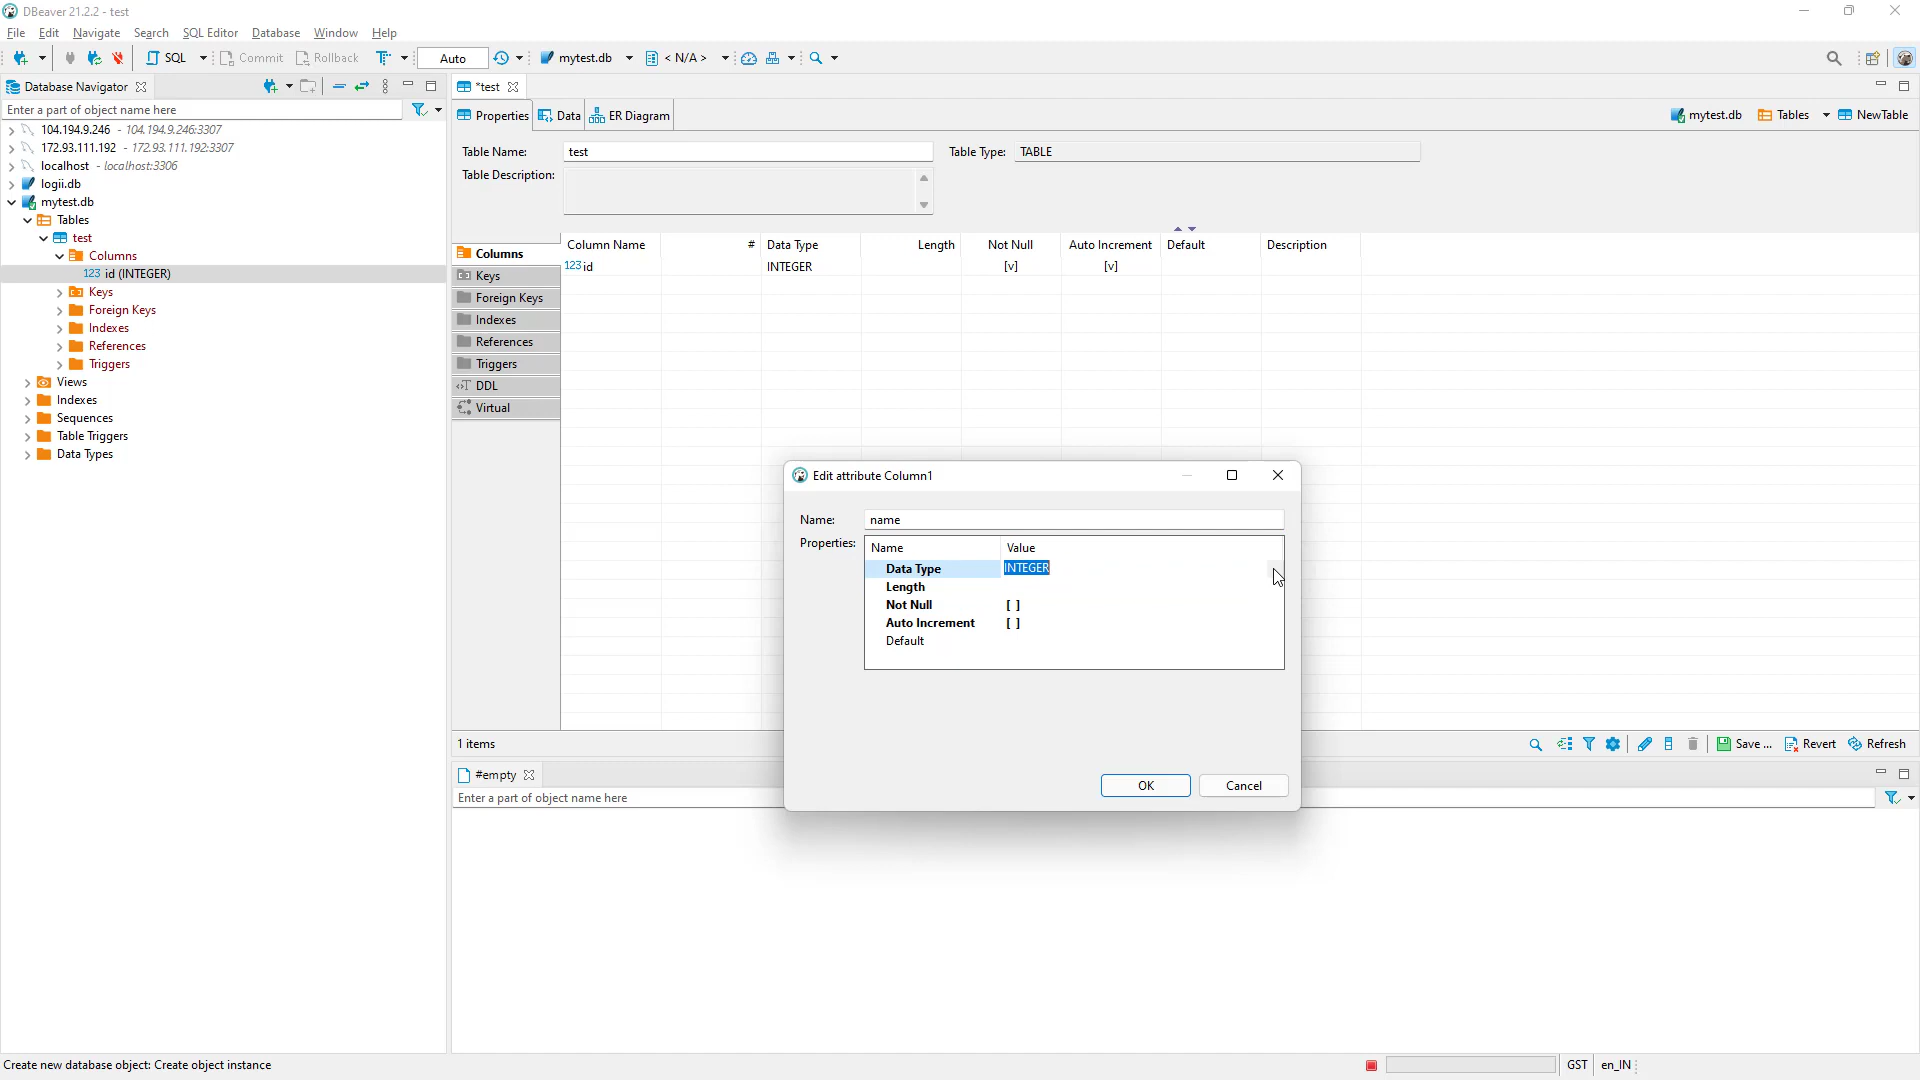 DBeaver 21.2.2 - test
File Edit Navigate Search SQL Editor Database Window Help
SQL Commit Rollback Auto mytest.db < N/A >
Database Navigator
Enter a part of object name here
104.194.9.246 - 104.194.9.246:3307
172.93.111.192 - 172.93.111.192:3307
localhost - localhost:3306
logii.db
mytest.db
Tables
test
Columns
123 id (INTEGER)
Keys
Foreign Keys
Indexes
References
Triggers
Views
Indexes
Sequences
Table Triggers
Data Types
*test
Properties Data ER Diagram
mytest.db Tables NewTable
Table Name: test Table Type: TABLE
Table Description:
Columns
Keys
Foreign Keys
Indexes
References
Triggers
DDL
Virtual
Column Name # Data Type Length Not Null Auto Increment Default Description
123 id INTEGER [v] [v]
Edit attribute Column1
Name: name
Properties:
Name Value
Data Type INTEGER
Length
Not Null [ ]
Auto Increment [ ]
Default
OK Cancel
1 items
Save ... Revert Refresh
#empty
Enter a part of object name here
Create new database object: Create object instance
GST en_IN